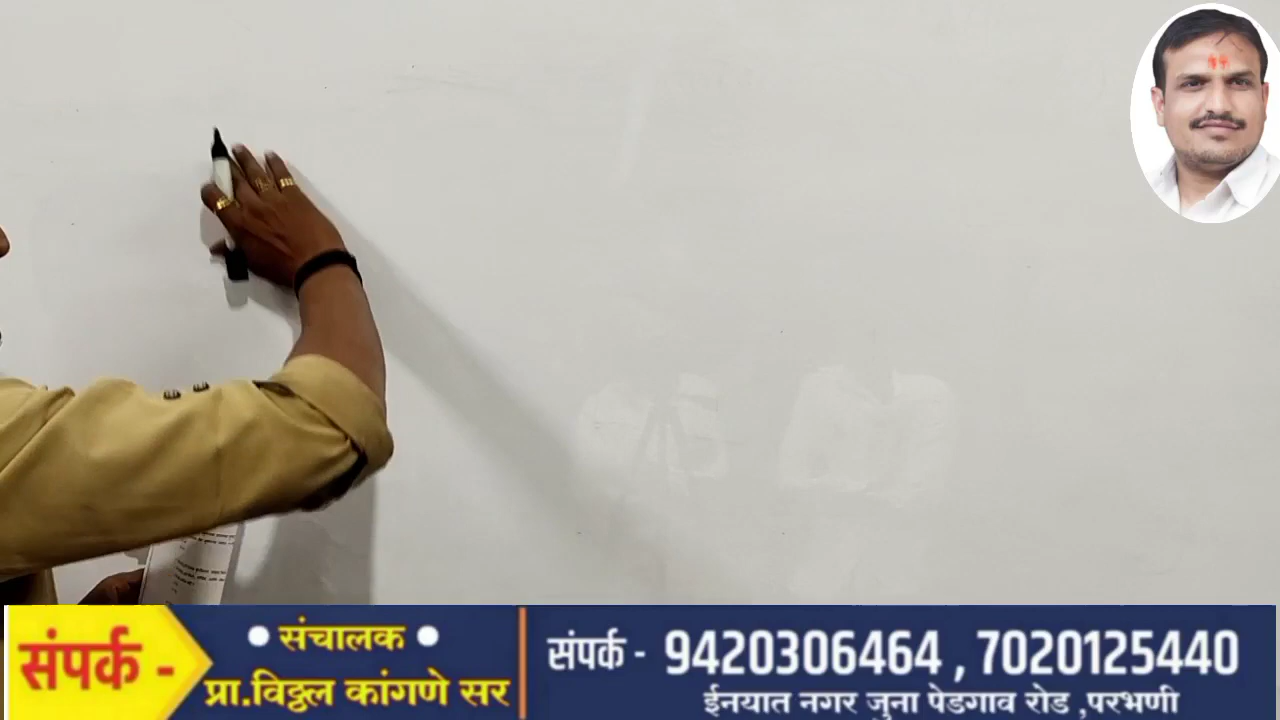 संपर्क -
• संचालक •
प्रा.विठ्ठल कांगणे सर
संपर्क - 9420306464 , 7020125440
ईनयात नगर जुना पेडगाव रोड ,परभणी